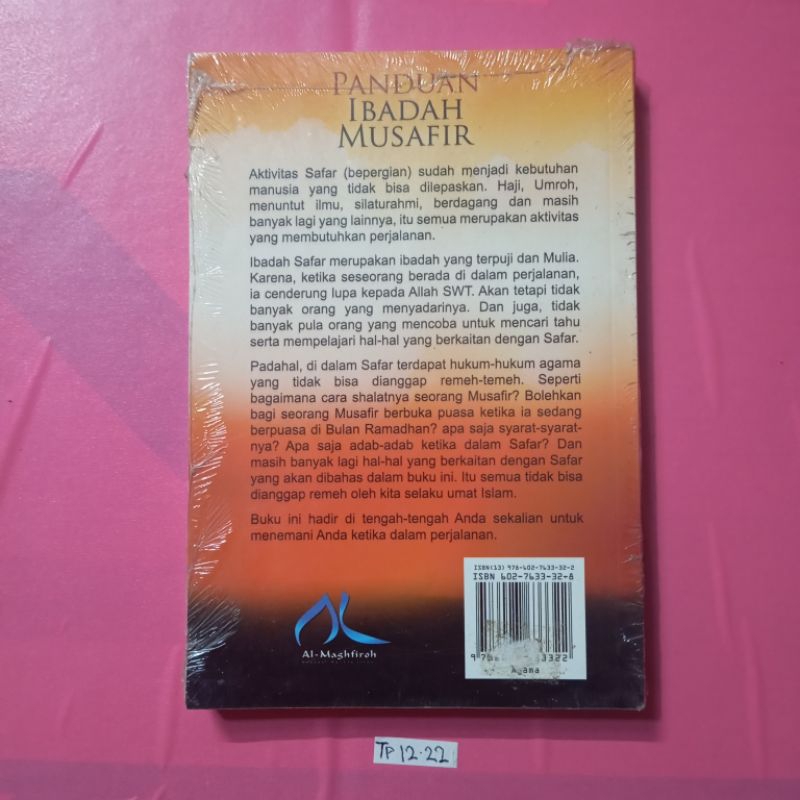 PANDUAN
IBADAH
MUSAFIR
Aktivitas Safar (bepergian) sudah menjadi kebutuhan
manusia yang tidak bisa dilepaskan. Haji, Umroh,
menuntut ilmu, silaturahmi, berdagang dan masih
banyak lagi yang lainnya, itu semua merupakan aktivitas
yang membutuhkan perjalanan.
Ibadah Safar merupakan ibadah yang terpuji dan Mulia.
Karena, ketika seseorang berada di dalam perjalanan,
ia cenderung lupa kepada Allah SWT. Akan tetapi tidak
banyak orang yang menyadarinya. Dan juga, tidak
banyak pula orang yang mencoba untuk mencari tahu
serta mempelajari hal-hal yang berkaitan dengan Safar.
Padahal, di dalam Safar terdapat hukum-hukum agama
yang tidak bisa dianggap remeh-temeh. Seperti
bagaimana cara shalatnya seorang Musafir? Bolehkan
bagi seorang Musafir berbuka puasa ketika ia sedang
berpuasa di Bulan Ramadhan? apa saja syarat-syarat-
nya? Apa saja adab-adab ketika dalam Safar? Dan
masih banyak lagi hal-hal yang berkaitan dengan Safar
yang akan dibahas dalam buku ini. Itu semua tidak bisa
dianggap remeh oleh kita selaku umat Islam.
Buku ini hadir di tengah-tengah Anda sekalian untuk
menemani Anda ketika dalam perjalanan.
ISBN(13) 978-602-7633-32-2
ISBN 602-7633-32-8
Al-Maghfiroh
Agama
TP 12.22